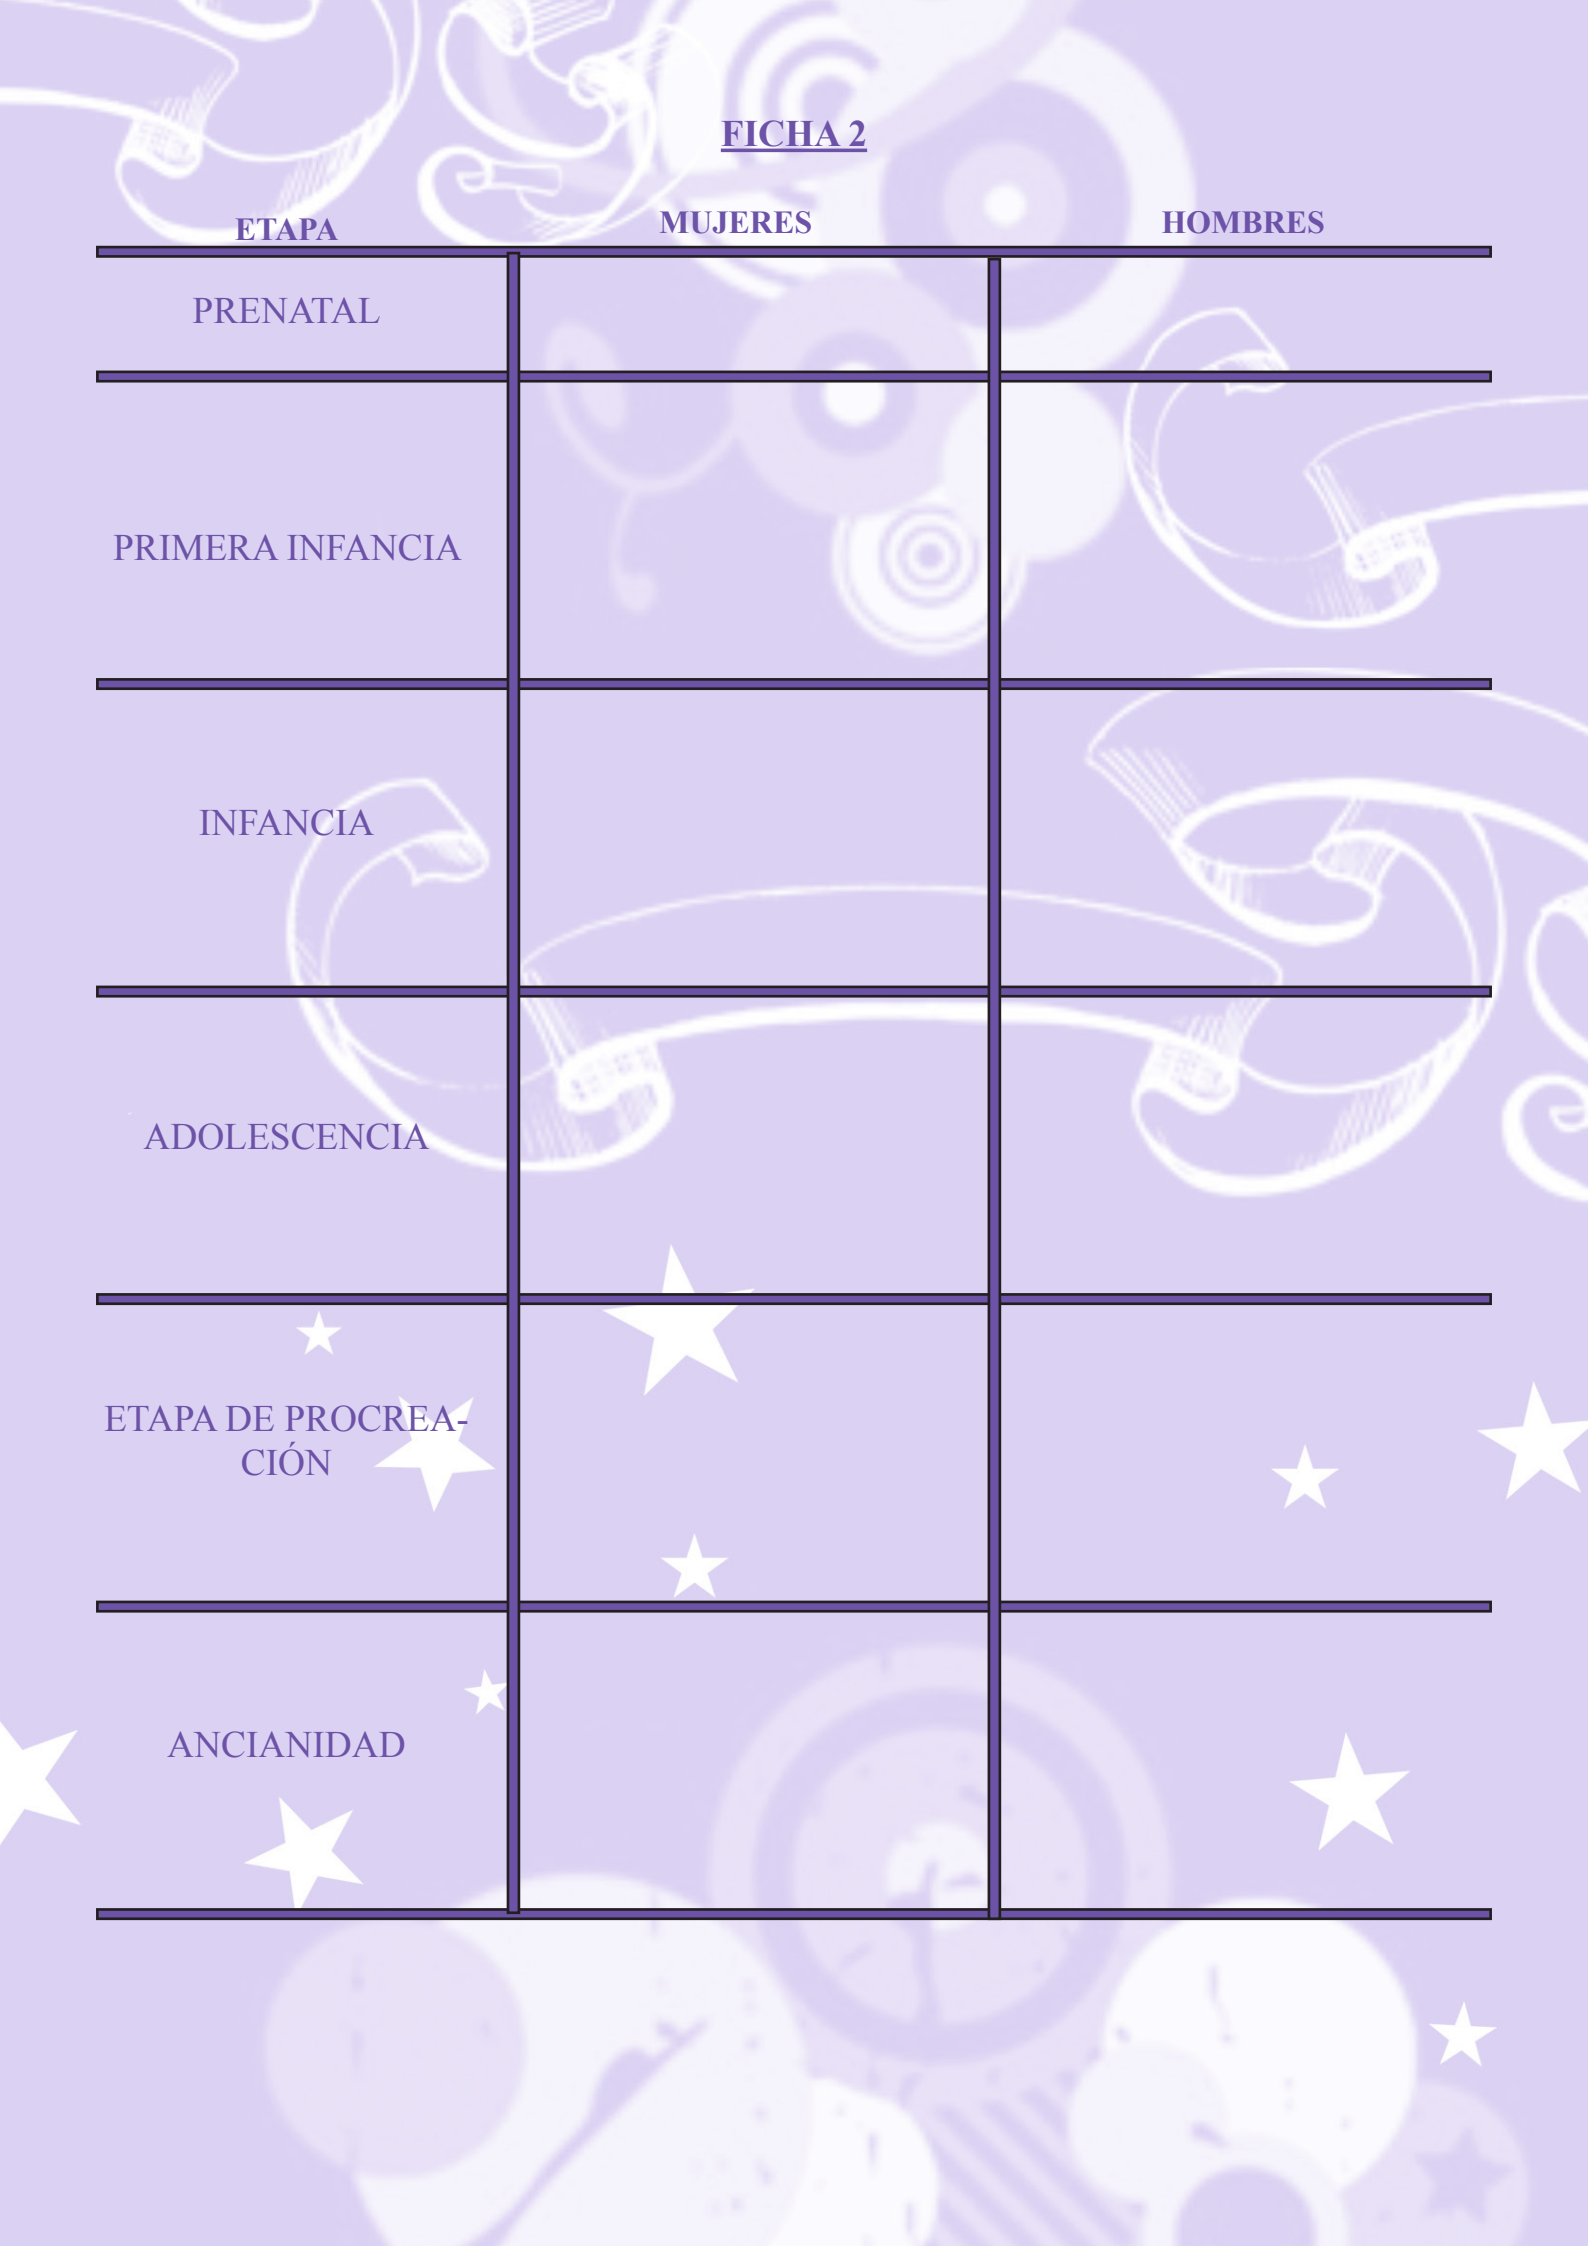 FICHA 2
ETAPA MUJERES HOMBRES
PRENATAL
PRIMERA INFANCIA
INFANCIA
ADOLESCENCIA
ETAPA DE PROCREA-
CIÓN
ANCIANIDAD